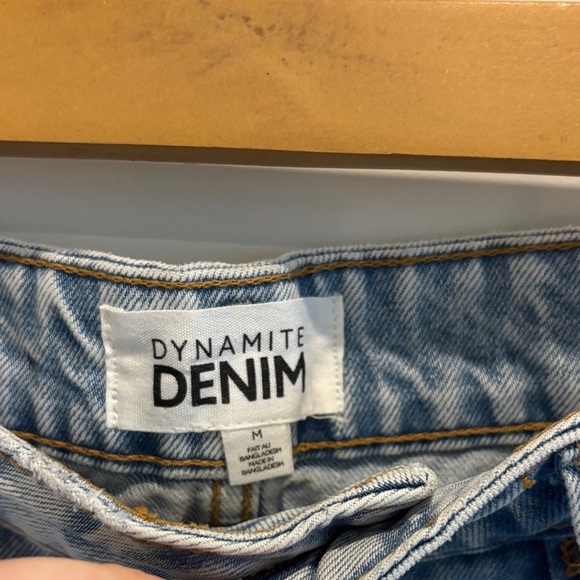 DYNAMITE
DENIM
M
FAIT AU
BANGLADESH
MADE IN
BANGLADESH